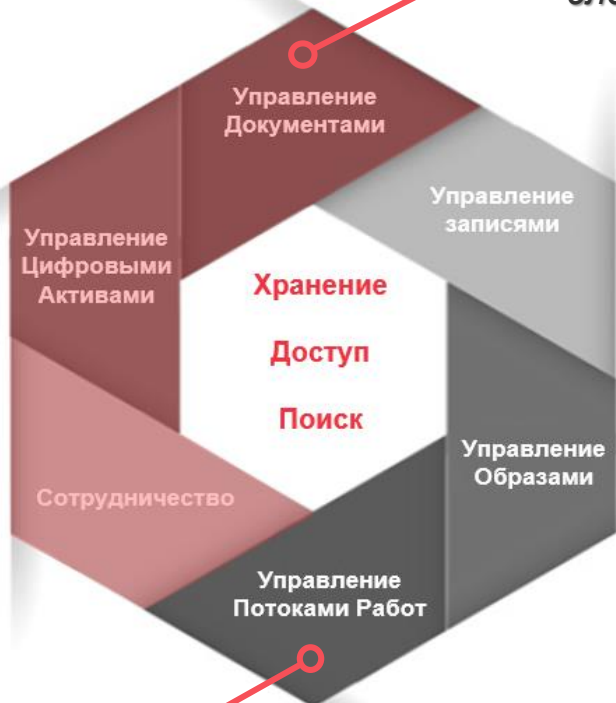 Управление
Документами
Управление
записями
Управление
Цифровыми
Активами
Хранение
Доступ
Поиск
Управление
Образами
Сотрудничество
Управление
Потоками Работ